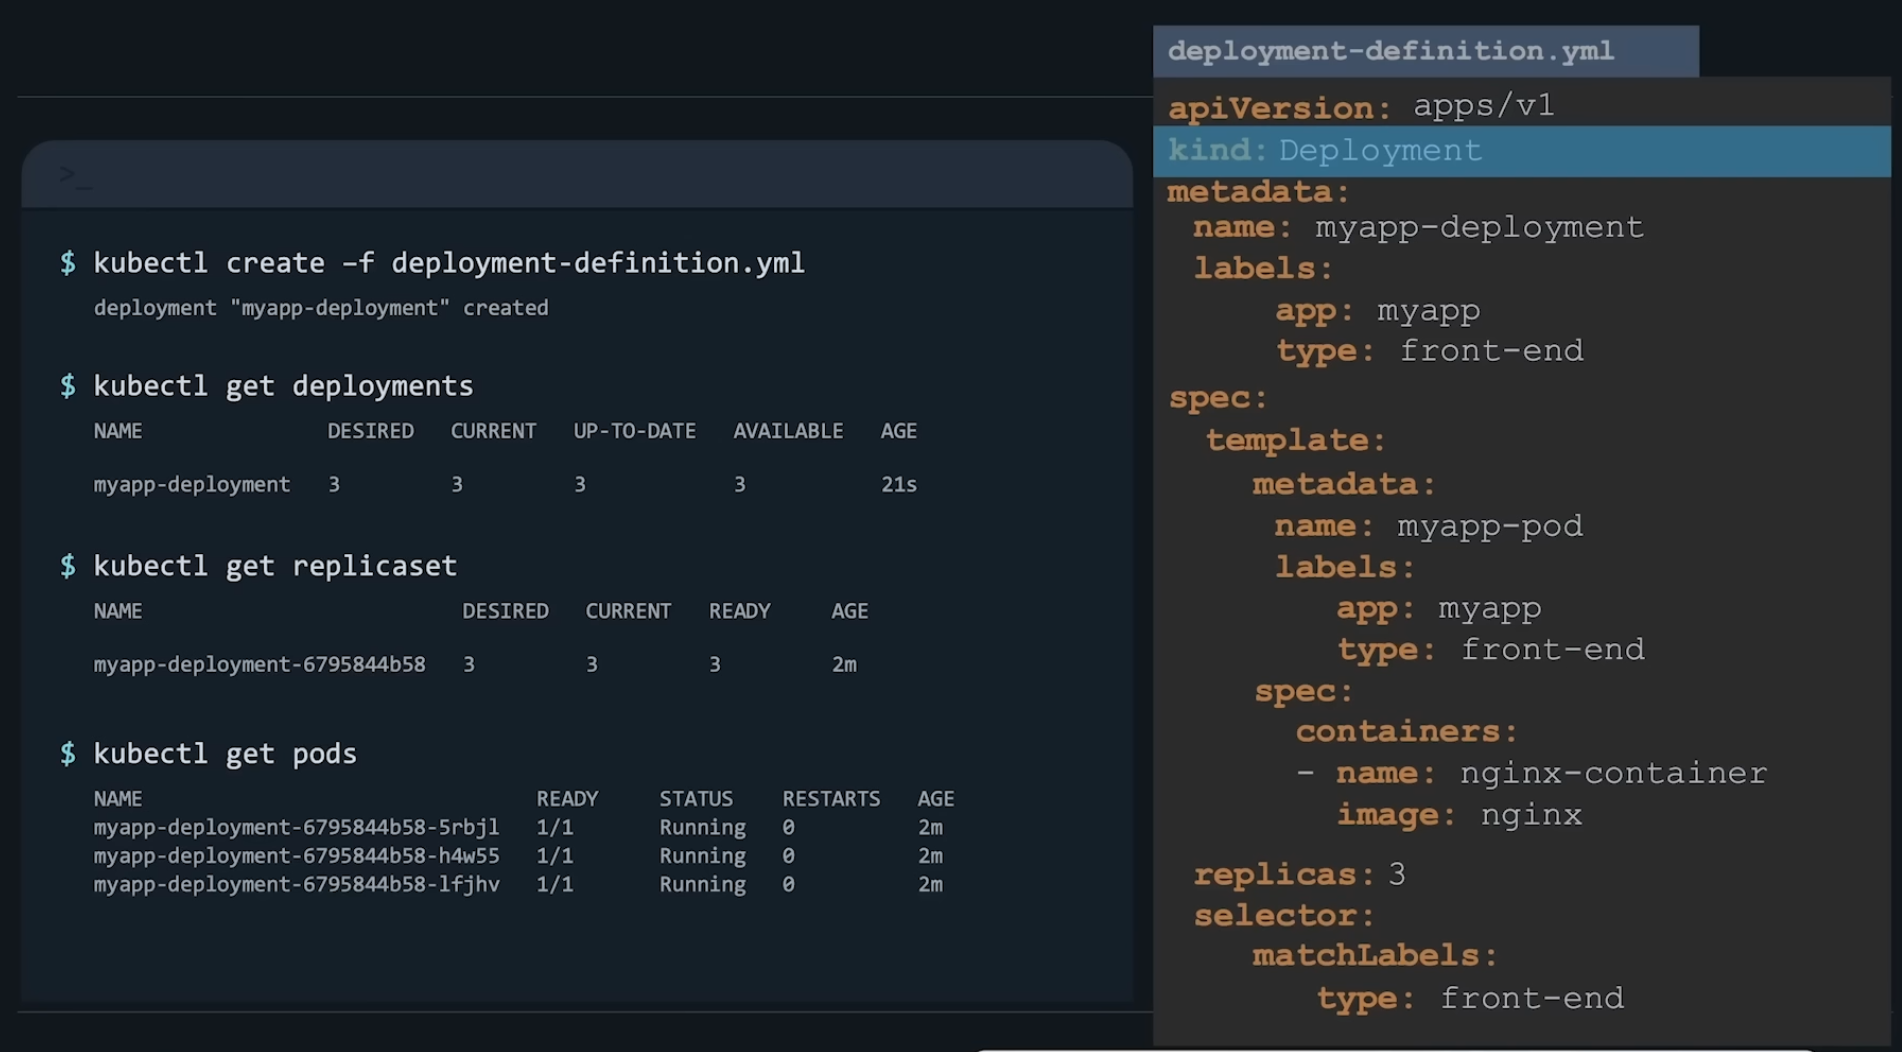 >_
$ kubectl create –f deployment-definition.yml
deployment "myapp-deployment" created
$ kubectl get deployments
NAME DESIRED CURRENT UP-TO-DATE AVAILABLE AGE
myapp-deployment 3 3 3 3 21s
$ kubectl get replicaset
NAME DESIRED CURRENT READY AGE
myapp-deployment-6795844b58 3 3 3 2m
$ kubectl get pods
NAME READY STATUS RESTARTS AGE
myapp-deployment-6795844b58-5rbjl 1/1 Running 0 2m
myapp-deployment-6795844b58-h4w55 1/1 Running 0 2m
myapp-deployment-6795844b58-lfjhv 1/1 Running 0 2m
deployment-definition.yml
apiVersion: apps/v1
kind: Deployment
metadata:
name: myapp-deployment
labels:
app: myapp
type: front-end
spec:
template:
metadata:
name: myapp-pod
labels:
app: myapp
type: front-end
spec:
containers:
- name: nginx-container
image: nginx
replicas: 3
selector:
matchLabels:
type: front-end